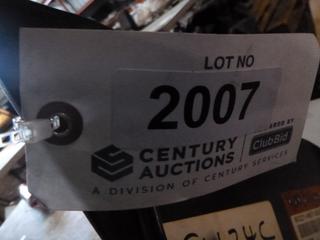 LOT NO
2007
CENTURY
AUCTIONS
ClubBid
A DIVISION OF CENTURY SERVICES